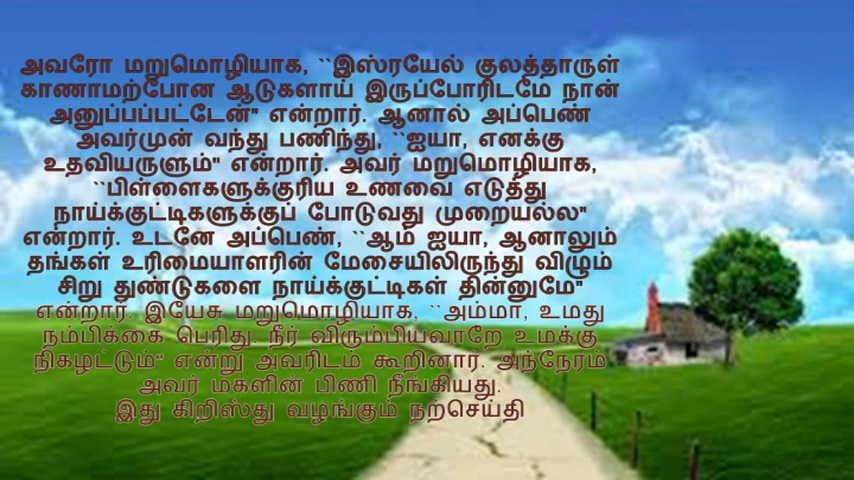 அவரோ மறுமொழியாக, ``இஸ்ரயேல் குலத்தாருள்
காணாமற்போன ஆடுகளாய் இருப்போரிடமே நான்
அனுப்பப்பட்டேன்" என்றார். ஆனால் அப்பெண்
அவர்முன் வந்து பணிந்து, ``ஐயா, எனக்கு
உதவியருளும்" என்றார். அவர் மறுமொழியாக,
``பிள்ளைகளுக்குரிய உணவை எடுத்து
நாய்க்குட்டிகளுக்குப் போடுவது முறையல்ல"
என்றார். உடனே அப்பெண், ``ஆம் ஐயா, ஆனாலும்
தங்கள் உரிமையாளரின் மேசையிலிருந்து விழும்
சிறு துண்டுகளை நாய்க்குட்டிகள் தின்னுமே"
என்றார். இயேசு மறுமொழியாக, ``அம்மா, உமது
நம்பிக்கை பெரிது. நீர் விரும்பியவாறே உமக்கு
நிகழட்டும்" என்று அவரிடம் கூறினார். அந்நேரம்
அவர் மகளின் பிணி நீங்கியது.
இது கிறிஸ்து வழங்கும் நற்செய்தி